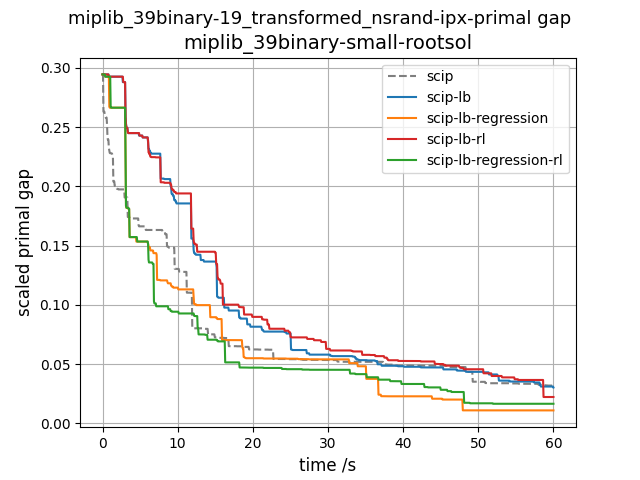 miplib_39binary-19_transformed_nsrand-ipx-primal gap
miplib_39binary-small-rootsol
scaled primal gap
0.30
0.25
0.20
0.15
0.10
0.05
0.00
scip
scip-lb
scip-lb-regression
scip-lb-rl
scip-lb-regression-rl
0 10 20 30 40 50 60
time /s